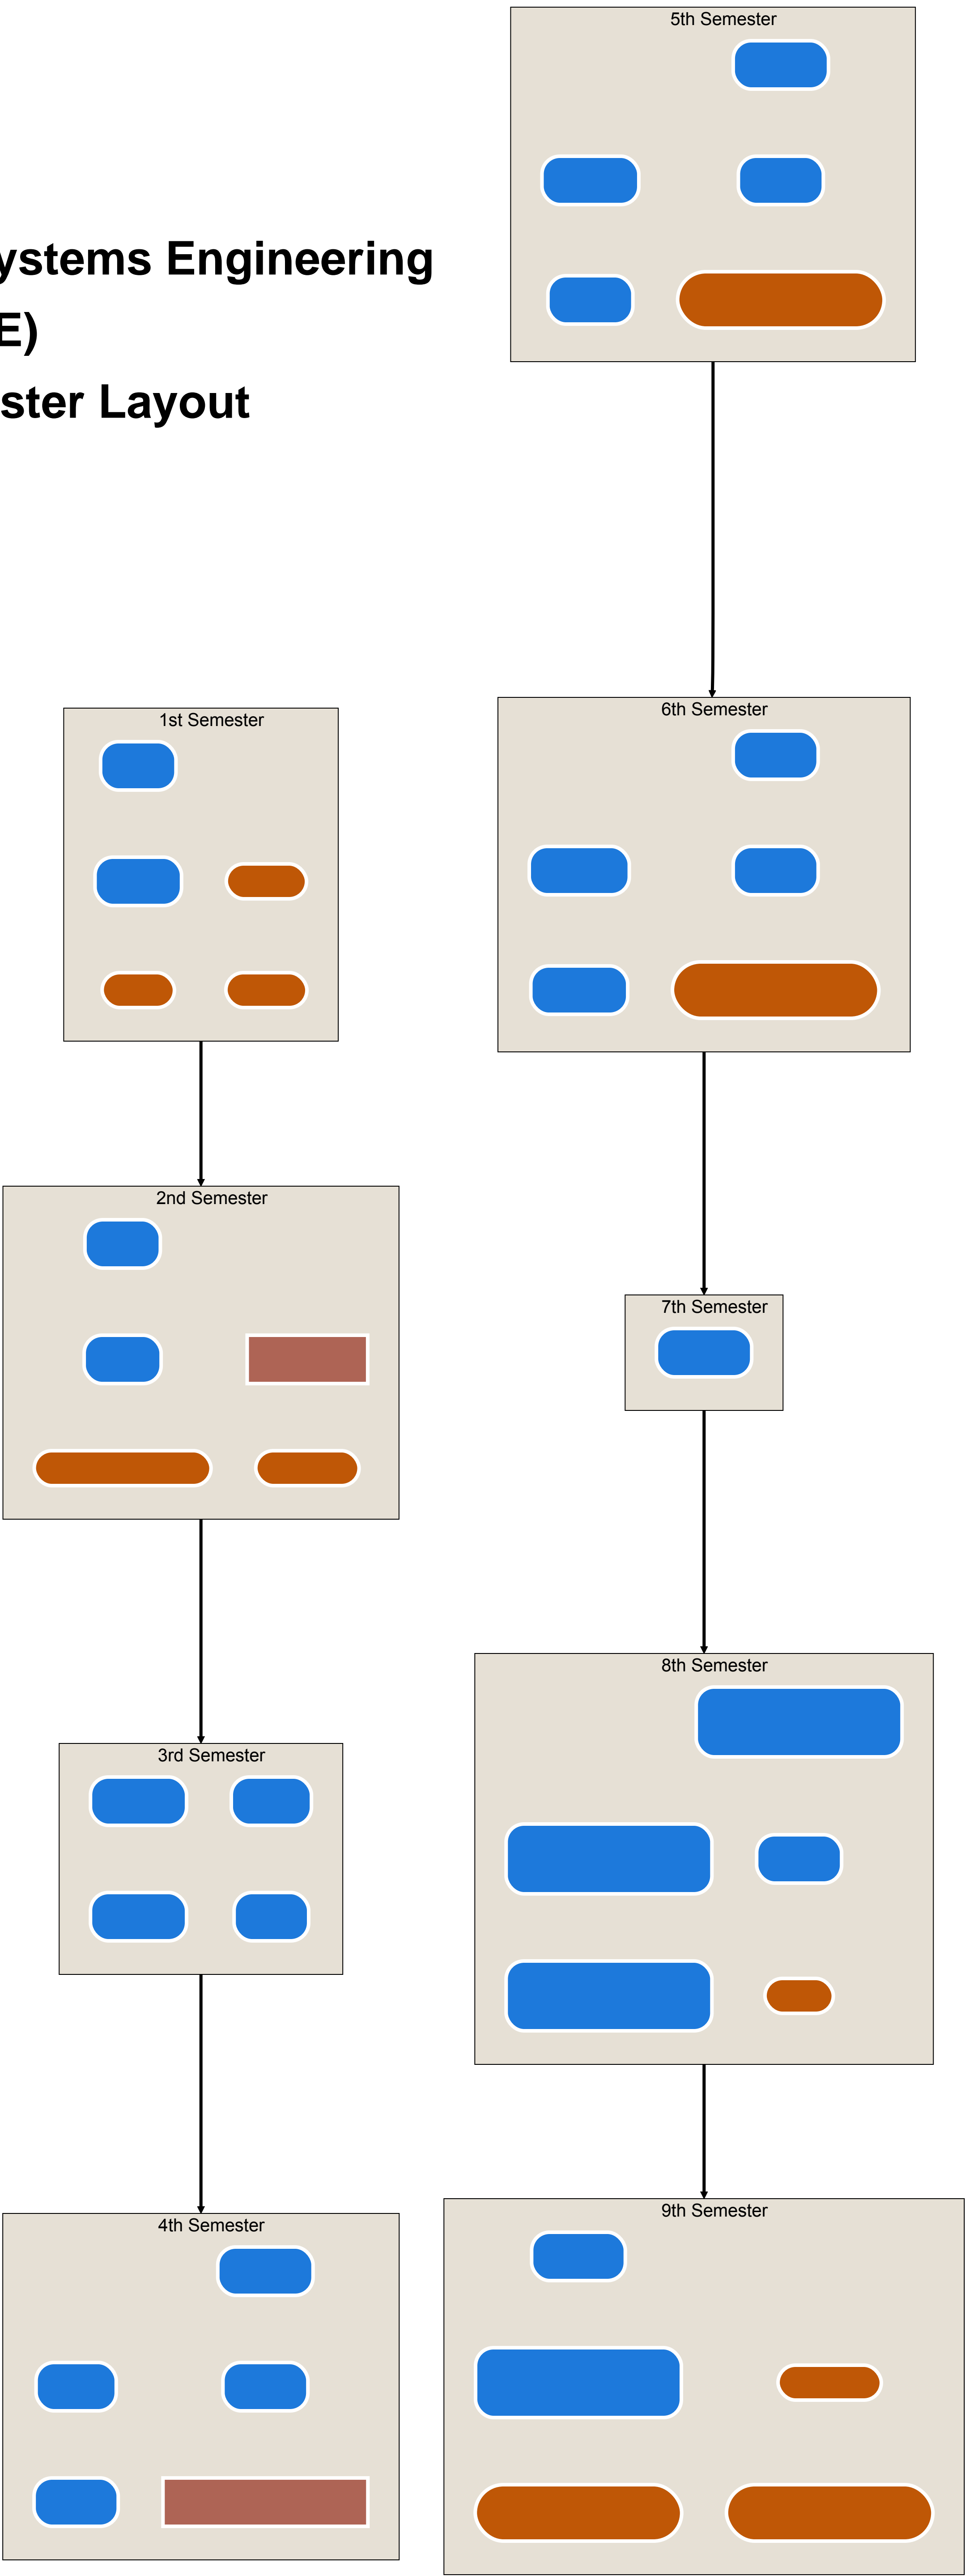 ystems Engineering
E)
ster Layout
1st Semester
2nd Semester
3rd Semester
4th Semester
5th Semester
6th Semester
7th Semester
8th Semester
9th Semester